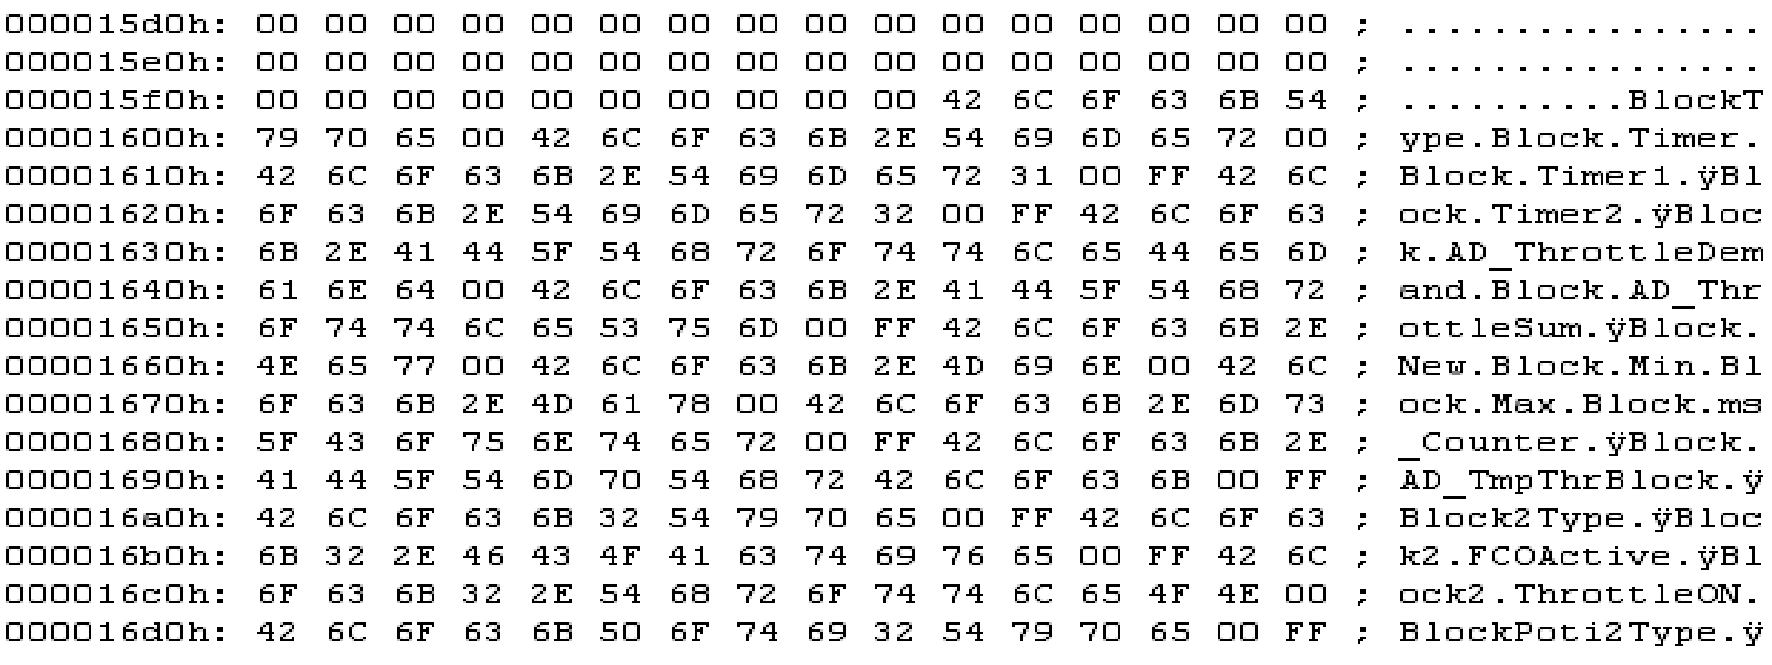 000015d0h: 00 00 00 00 00 00 00 00 00 00 00 00 00 00 00 00 ; ................
000015e0h: 00 00 00 00 00 00 00 00 00 00 00 00 00 00 00 00 ; ................
000015f0h: 00 00 00 00 00 00 00 00 00 00 42 6C 6F 63 6B 54 ; ..........BlockT
00001600h: 79 70 65 00 42 6C 6F 63 6B 2E 54 69 6D 65 72 00 ; ype.Block.Timer.
00001610h: 42 6C 6F 63 6B 2E 54 69 6D 65 72 31 00 FF 42 6C ; Block.Timer1.ÿBl
00001620h: 6F 63 6B 2E 54 69 6D 65 72 32 00 FF 42 6C 6F 63 ; ock.Timer2.ÿBloc
00001630h: 6B 2E 41 44 5F 54 68 72 6F 74 74 6C 65 44 65 6D ; k.AD_ThrottleDem
00001640h: 61 6E 64 00 42 6C 6F 63 6B 2E 41 44 5F 54 68 72 ; and.Block.AD_Thr
00001650h: 6F 74 74 6C 65 53 75 6D 00 FF 42 6C 6F 63 6B 2E ; ottleSum.ÿBlock.
00001660h: 4E 65 77 00 42 6C 6F 63 6B 2E 4D 69 6E 00 42 6C ; New.Block.Min.Bl
00001670h: 6F 63 6B 2E 4D 61 78 00 42 6C 6F 63 6B 2E 6D 73 ; ock.Max.Block.ms
00001680h: 5F 43 6F 75 6E 74 65 72 00 FF 42 6C 6F 63 6B 2E ; _Counter.ÿBlock.
00001690h: 41 44 5F 54 6D 70 54 68 72 42 6C 6F 63 6B 00 FF ; AD_TmpThrBlock.ÿ
000016a0h: 42 6C 6F 63 6B 32 54 79 70 65 00 FF 42 6C 6F 63 ; Block2Type.ÿBloc
000016b0h: 6B 32 2E 46 43 4F 41 63 74 69 76 65 00 FF 42 6C ; k2.FCOActive.ÿBl
000016c0h: 6F 63 6B 32 2E 54 68 72 6F 74 74 6C 65 4F 4E 00 ; ock2.ThrottleON.
000016d0h: 42 6C 6F 63 6B 50 6F 74 69 32 54 79 70 65 00 FF ; BlockPoti2Type.ÿ